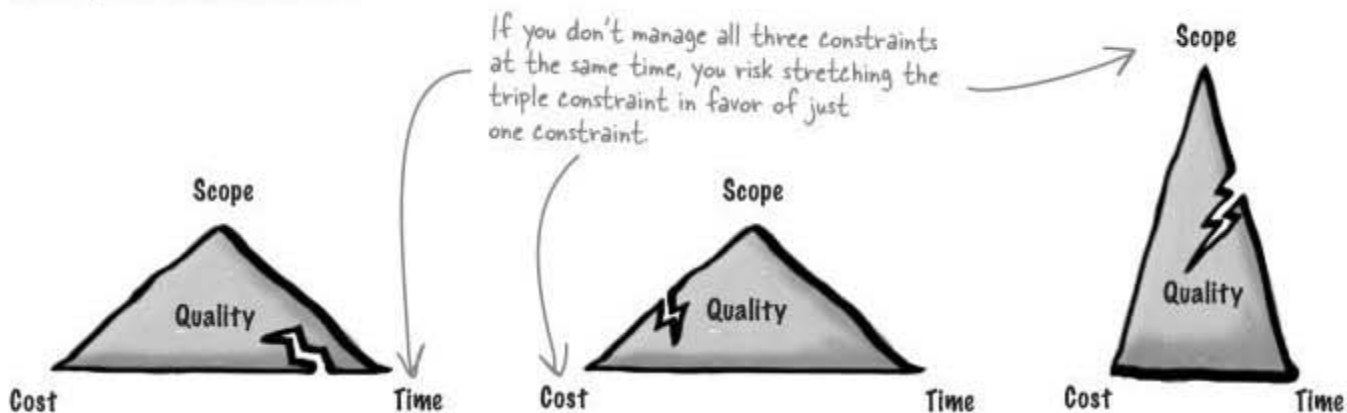 If you don't manage all three constraints
at the same time, you risk stretching the
triple constraint in favor of just
one constraint.
Scope
Quality
Cost
Time
Scope
Quality
Cost
Time
Scope
Quality
Cost
Time